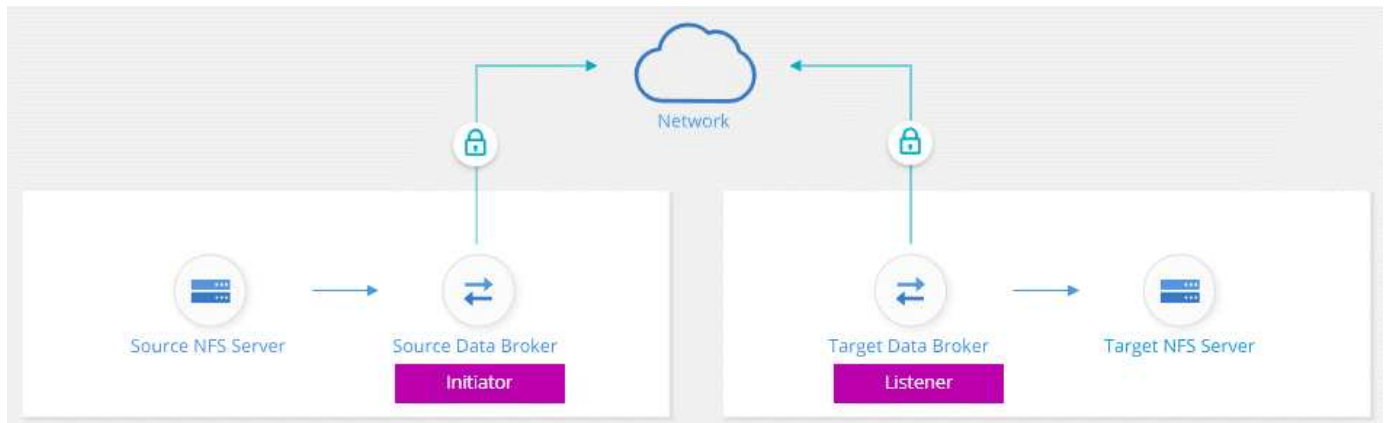 Network
Source NFS Server
Source Data Broker
Target Data Broker
Target NFS Server
Initiator
Listener